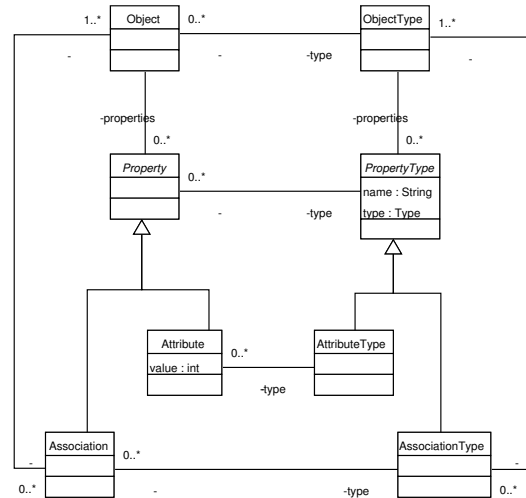 1..* Object 0..* ObjectType 1..*
- - -type -
-properties -properties
0..* 0..*
Property 0..* PropertyType
name : String
- -type type : Type
Attribute 0..* AttributeType
value : int
-type
Association 0..* AssociationType
- -
0..* - -type 0..*